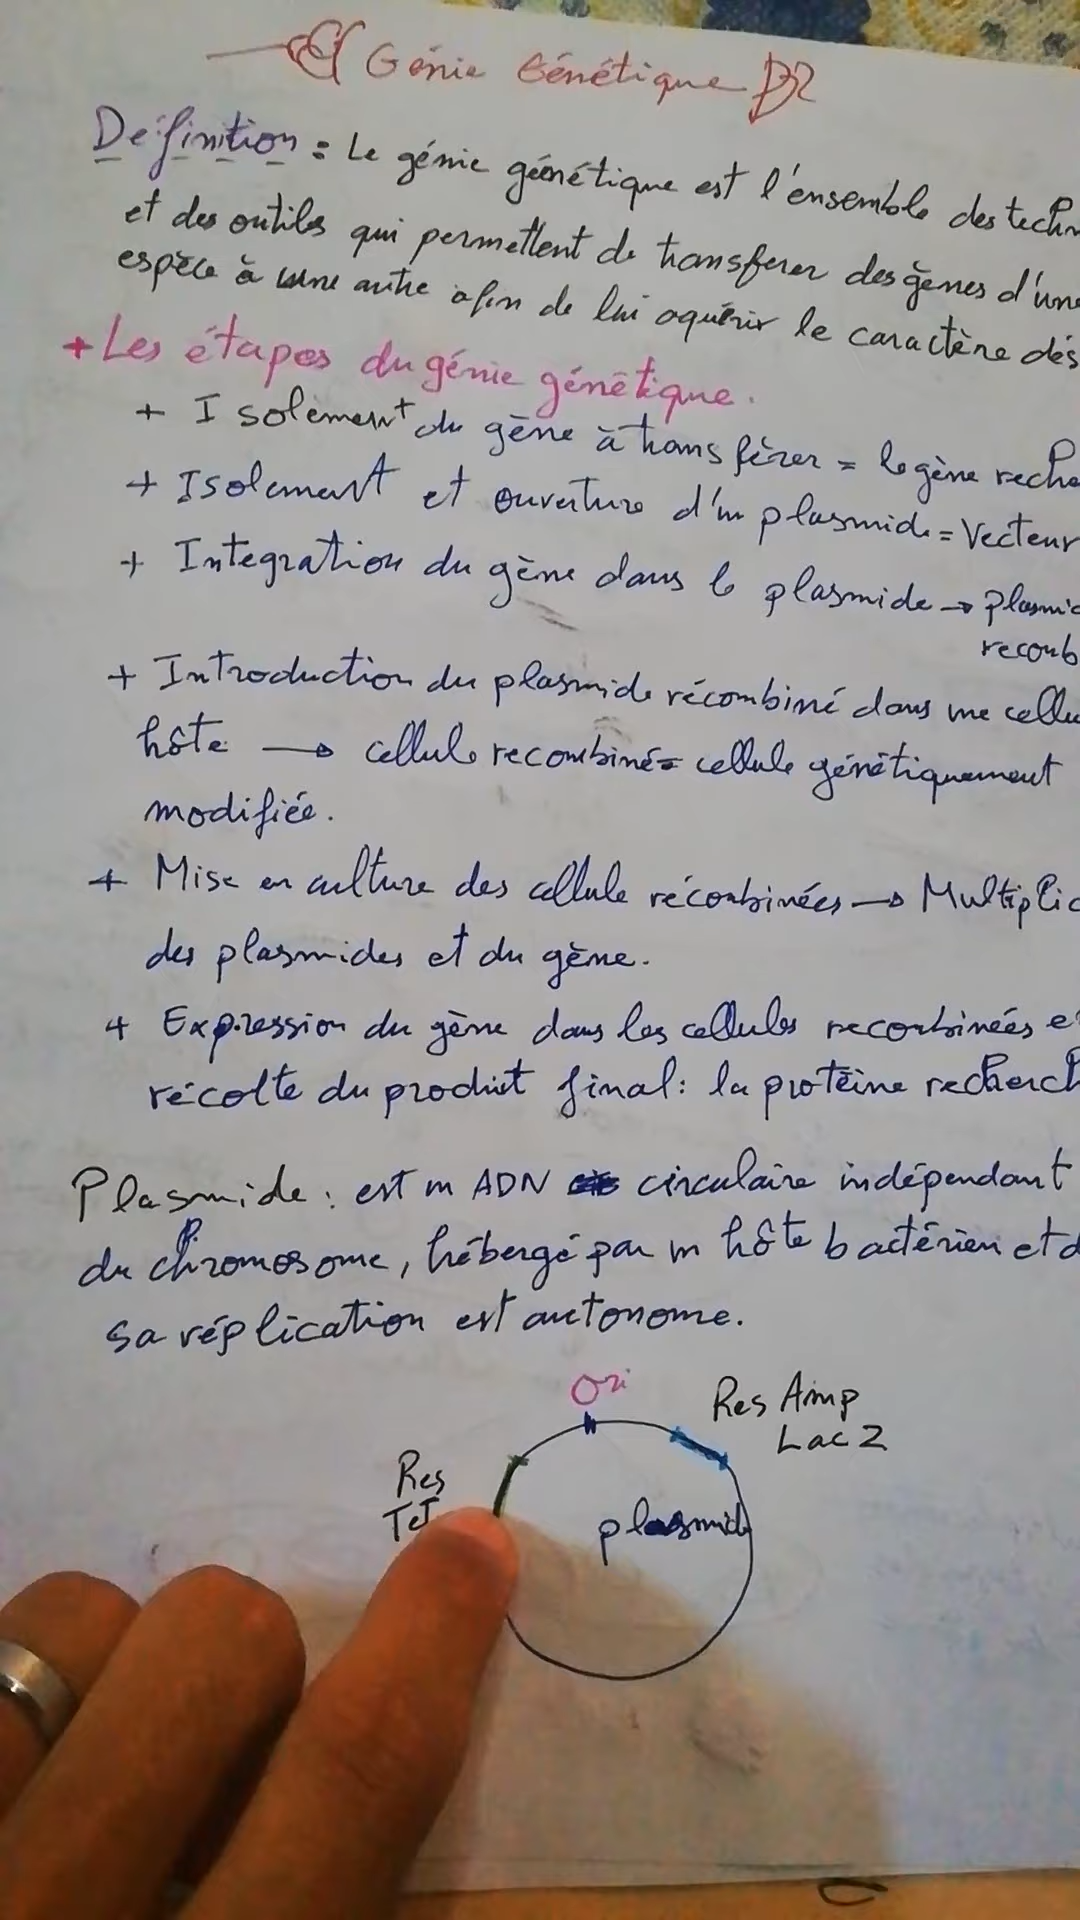 Génie Génétique
Définition : Le génie génétique est l'ensemble des techn
et des outils qui permettent de transferer des gènes d'une
espèce à une autre afin de lui aquérir le caractère dés
+ Les étapes du génie génétique.
+ Isolement du gène à transférer = le gène reche
+ Isolement et ouverture d'un plasmide = Vecteur
+ Integration du gène dans le plasmide → plasmid
recomb
+ Introduction du plasmide récombiné dans une cellu
hôte → cellule recombiné = cellule génétiquement
modifiée.
+ Mise en culture des cellule récombinées → Multiplic
des plasmides et du gène.
+ Expression du gène dans les cellules recombinées et
récolte du produit final : la protéine recherch
Plasmide : est un ADN circulaire indépendant
du chromosome, hébergé par un hôte bactérien et d
sa réplication est autonome.
Ori
Res Amp
Lac Z
Res
Tet
plasmide